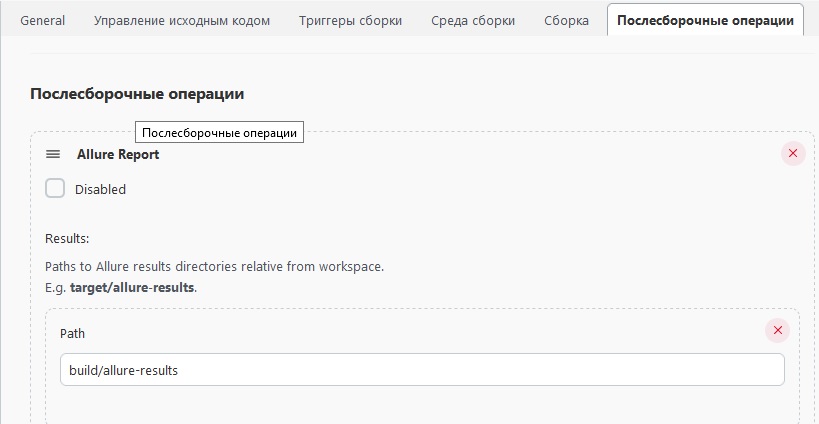 General Управление исходным кодом Триггеры сборки Среда сборки Сборка Послесборочные операции
Послесборочные операции
Послесборочные операции
Allure Report
Disabled
Results:
Paths to Allure results directories relative from workspace.
E.g. target/allure-results.
Path
build/allure-results